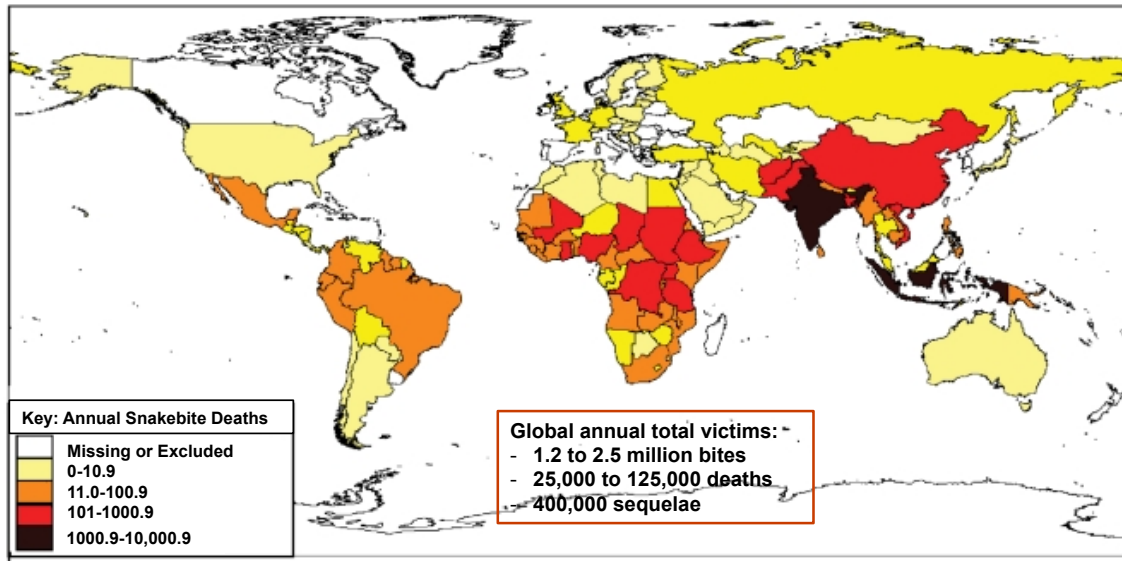 Key: Annual Snakebite Deaths
Missing or Excluded
0-10.9
11.0-100.9
101-1000.9
1000.9-10,000.9
Global annual total victims:
- 1.2 to 2.5 million bites
- 25,000 to 125,000 deaths
- 400,000 sequelae